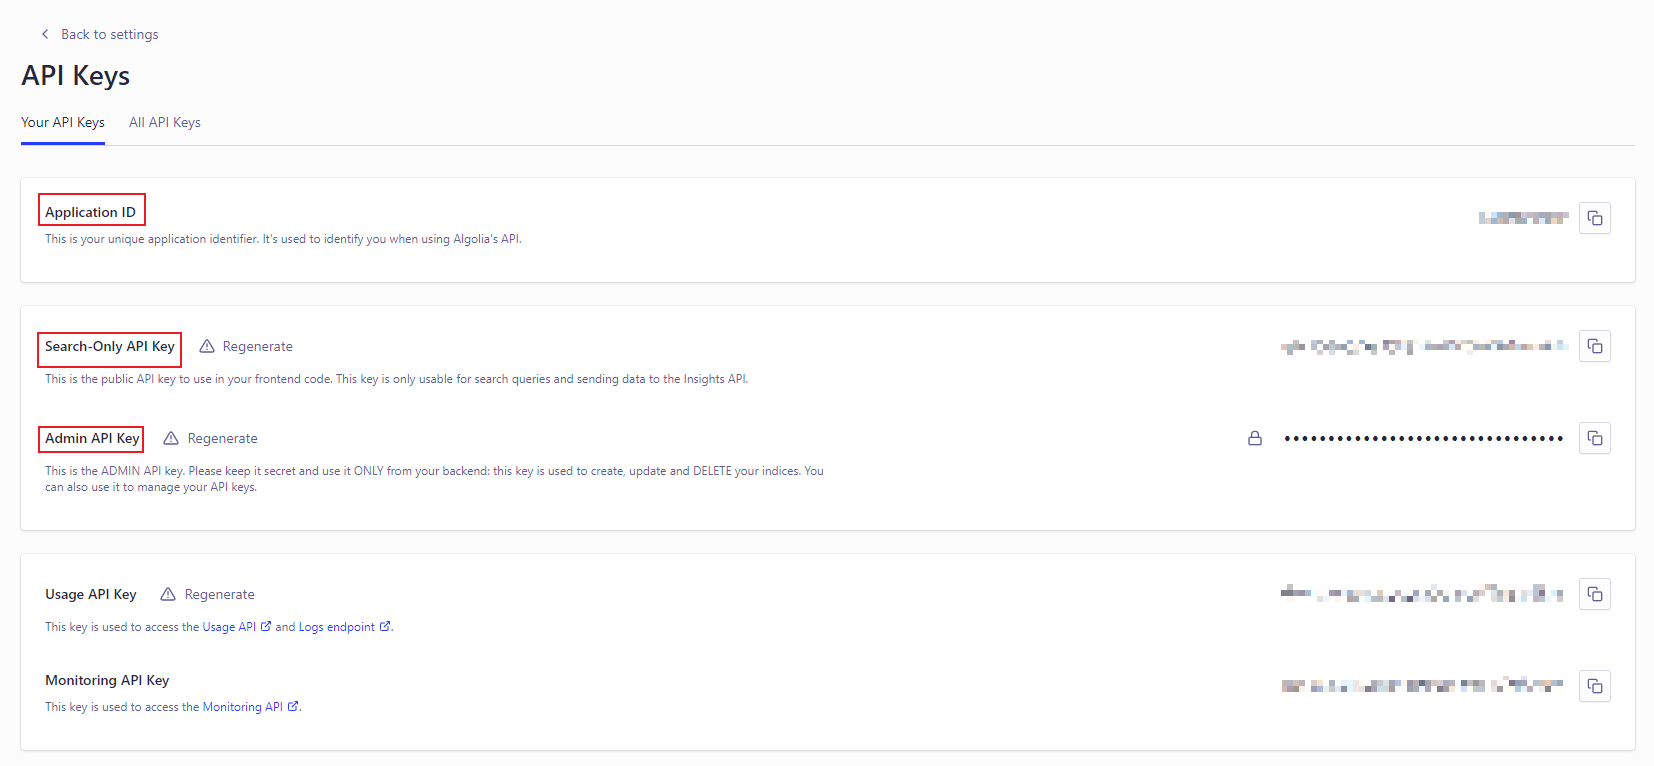 Back to settings
API Keys
Your API Keys
All API Keys
Application ID
This is your unique application identifier. It's used to identify you when using Algolia's API.
Search-Only API Key
Regenerate
This is the public API key to use in your frontend code. This key is only usable for search queries and sending data to the Insights API.
Admin API Key
Regenerate
••••••••••••••••••••••••••••••••
This is the ADMIN API key. Please keep it secret and use it ONLY from your backend: this key is used to create, update and DELETE your indices. You
can also use it to manage your API keys.
Usage API Key
Regenerate
This key is used to access the Usage API and Logs endpoint.
Monitoring API Key
This key is used to access the Monitoring API.